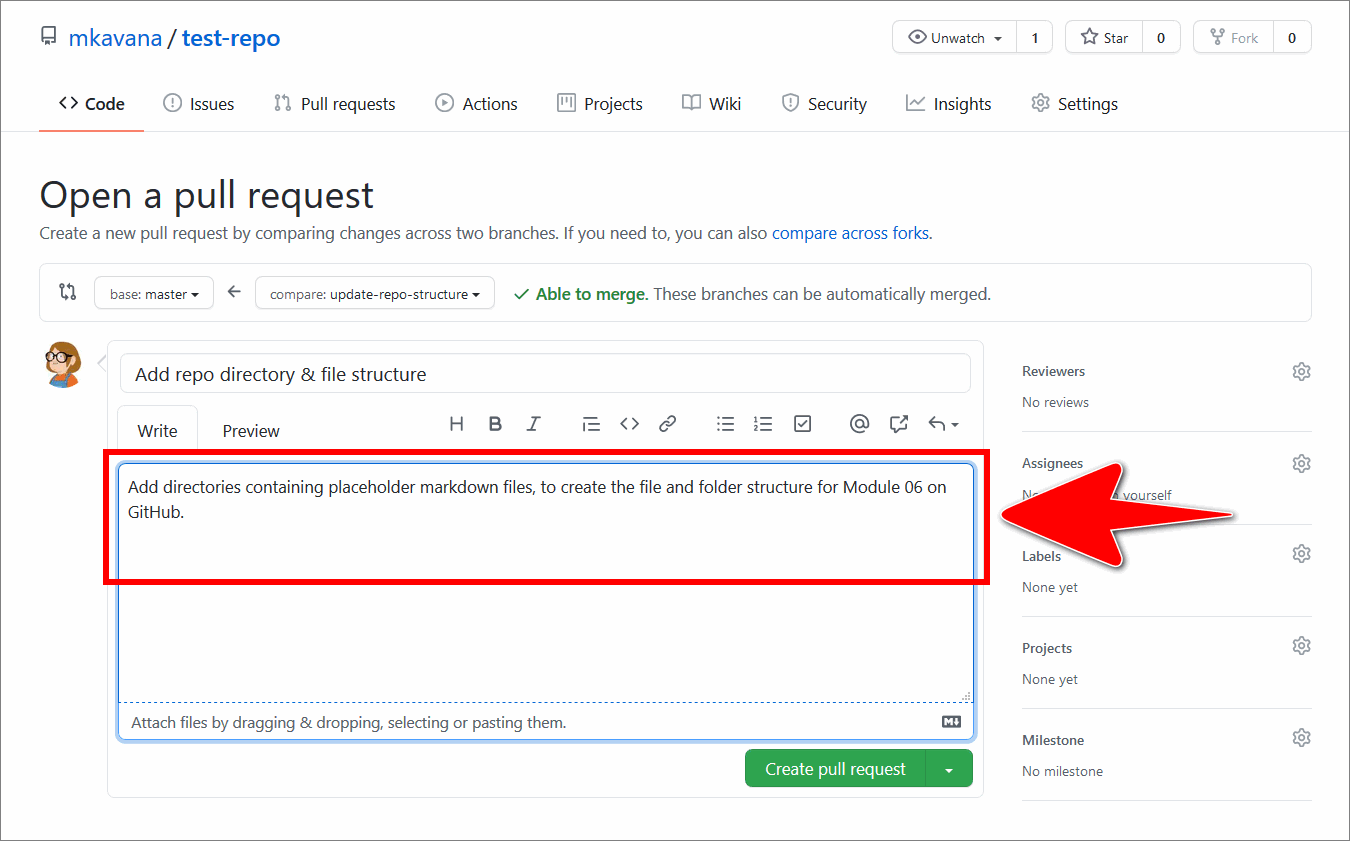 mkavana / test-repo
Unwatch 1 Star 0 Fork 0
Code Issues Pull requests Actions Projects Wiki Security Insights Settings
Open a pull request
Create a new pull request by comparing changes across two branches. If you need to, you can also compare across forks.
base: master compare: update-repo-structure Able to merge. These branches can be automatically merged.
Add repo directory & file structure
Write Preview
Add directories containing placeholder markdown files, to create the file and folder structure for Module 06 on
GitHub.
Attach files by dragging & dropping, selecting or pasting them.
Create pull request
Reviewers
No reviews
Assignees
yourself
Labels
None yet
Projects
None yet
Milestone
No milestone